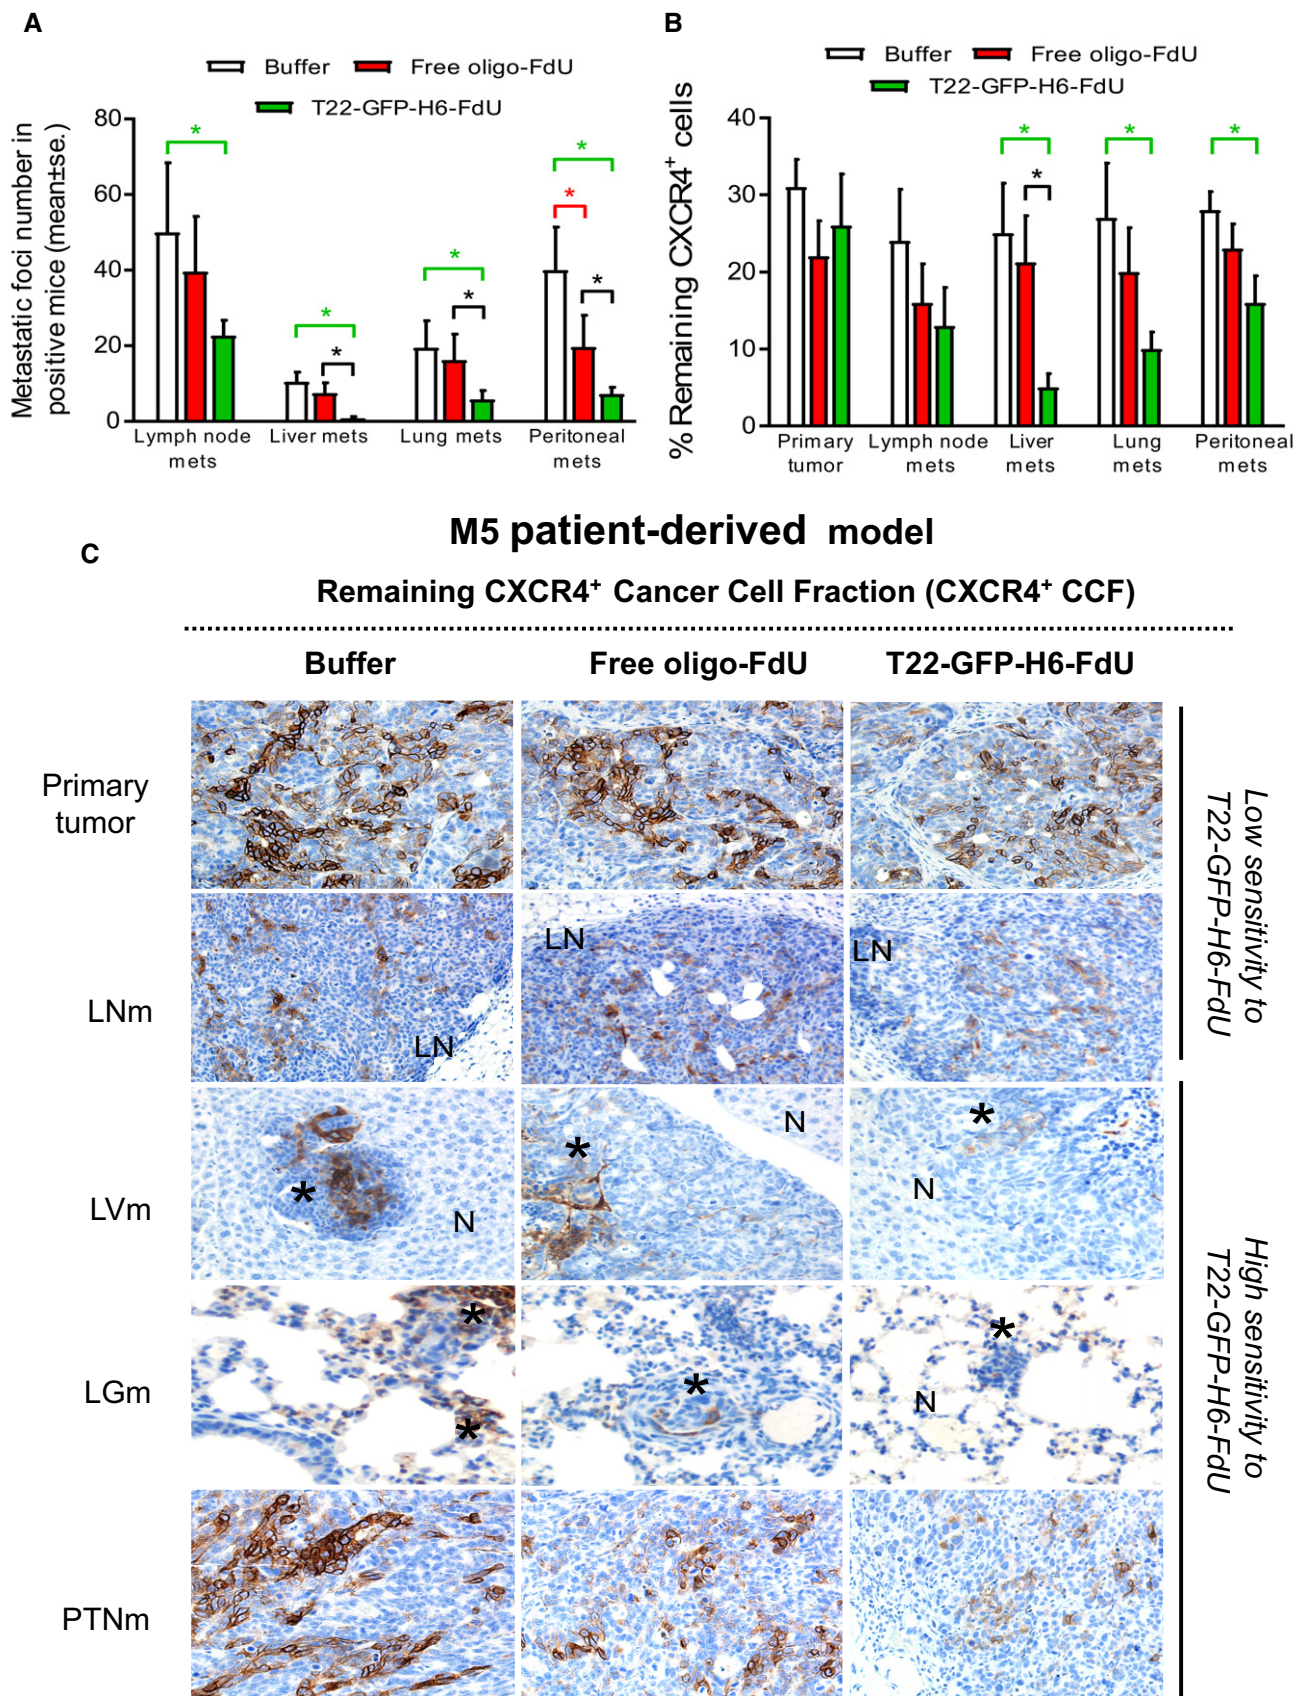 A
Buffer
Free oligo-FdU
T22-GFP-H6-FdU
Metastatic foci number in
positive mice (mean±se.)
80
60
40
20
0
*
*
*
*
*
*
*
*
Lymph node
mets
Liver mets
Lung mets
Peritoneal
mets
B
Buffer
Free oligo-FdU
T22-GFP-H6-FdU
% Remaining CXCR4+ cells
40
30
20
10
0
*
*
*
*
Primary
tumor
Lymph node
mets
Liver
mets
Lung
mets
Peritoneal
mets
M5 patient-derived model
C
Remaining CXCR4+ Cancer Cell Fraction (CXCR4+ CCF)
Buffer
Free oligo-FdU
T22-GFP-H6-FdU
Primary
tumor
LNm
LN
LN
LN
Low sensitivity to
T22-GFP-H6-FdU
LVm
*
N
*
N
*
N
LGm
*
*
*
*
N
PTNm
High sensitivity to
T22-GFP-H6-FdU